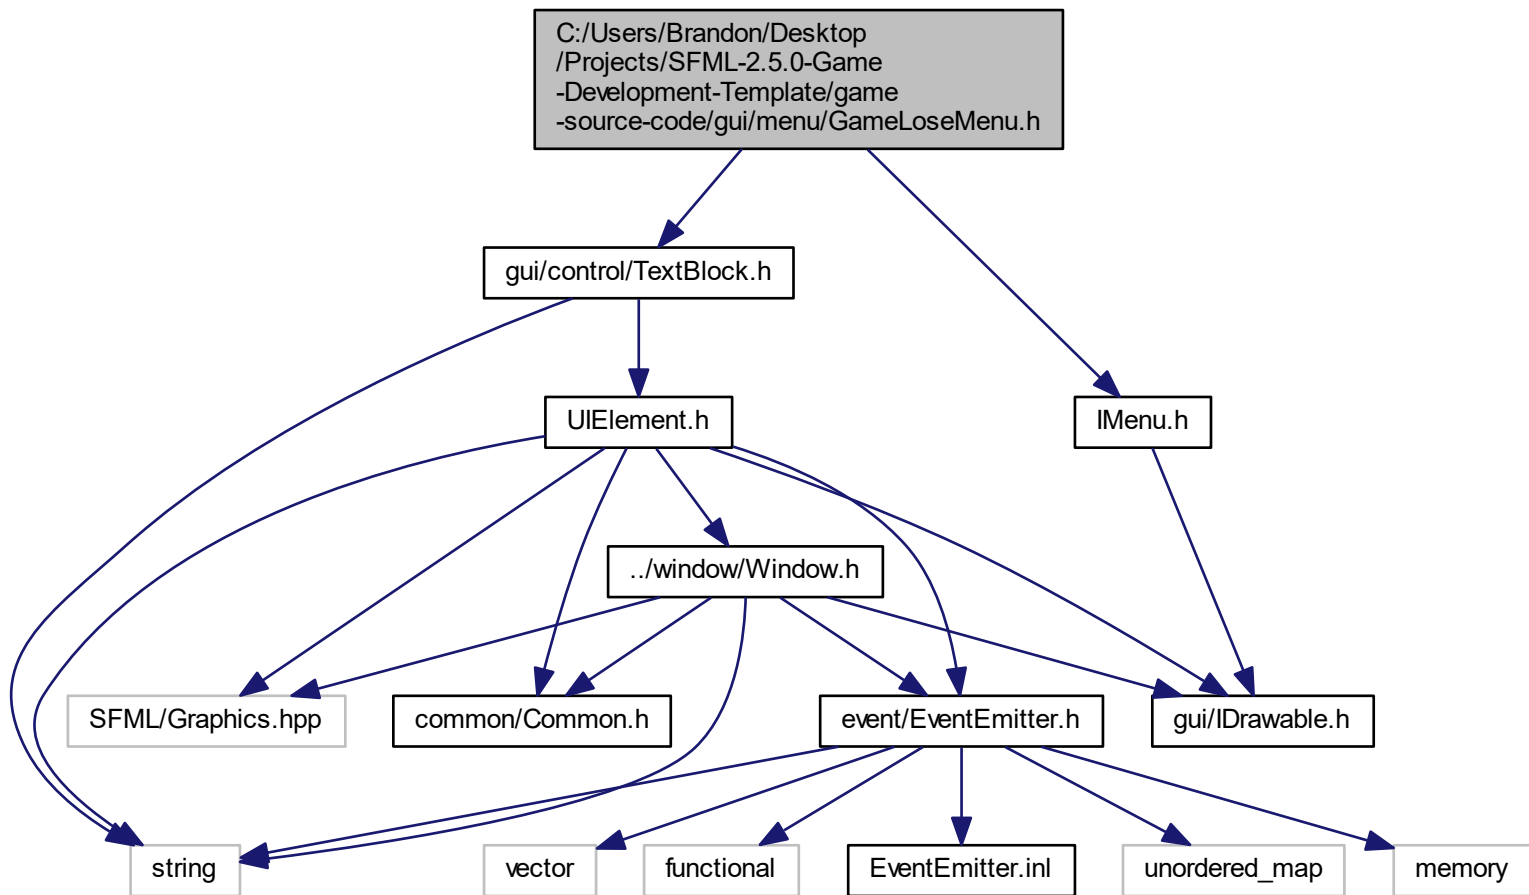 C:/Users/Brandon/Desktop
/Projects/SFML-2.5.0-Game
-Development-Template/game
-source-code/gui/menu/GameLoseMenu.h
gui/control/TextBlock.h
UIElement.h
IMenu.h
../window/Window.h
SFML/Graphics.hpp
common/Common.h
event/EventEmitter.h
gui/IDrawable.h
string
vector
functional
EventEmitter.inl
unordered_map
memory